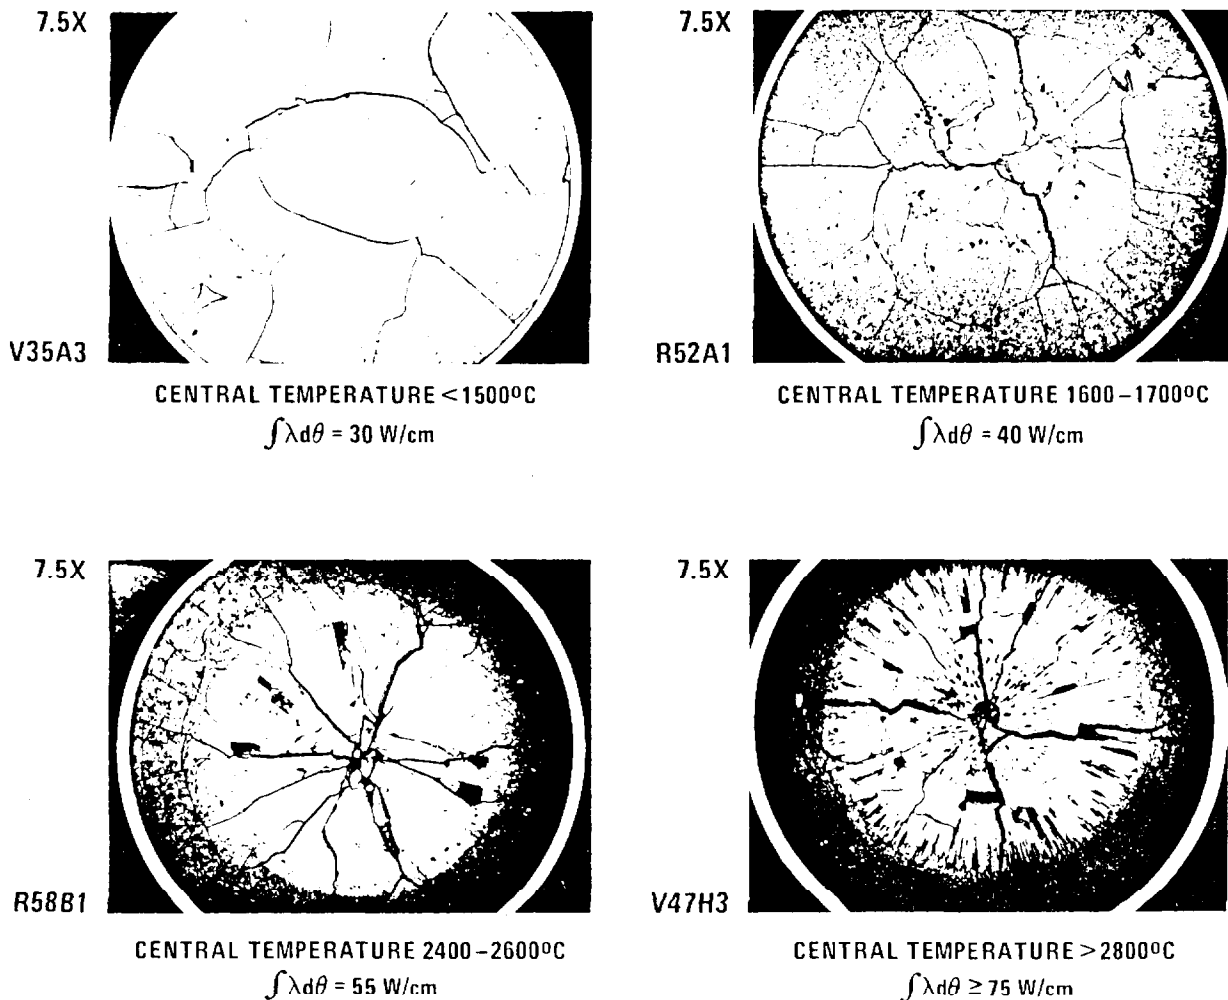 7.5X
V35A3
CENTRAL TEMPERATURE <1500ºC
∫λdθ = 30 W/cm
7.5X
R52A1
CENTRAL TEMPERATURE 1600–1700ºC
∫λdθ = 40 W/cm
7.5X
R58B1
CENTRAL TEMPERATURE 2400–2600ºC
∫λdθ = 55 W/cm
7.5X
V47H3
CENTRAL TEMPERATURE >2800ºC
∫λdθ ≥ 75 W/cm